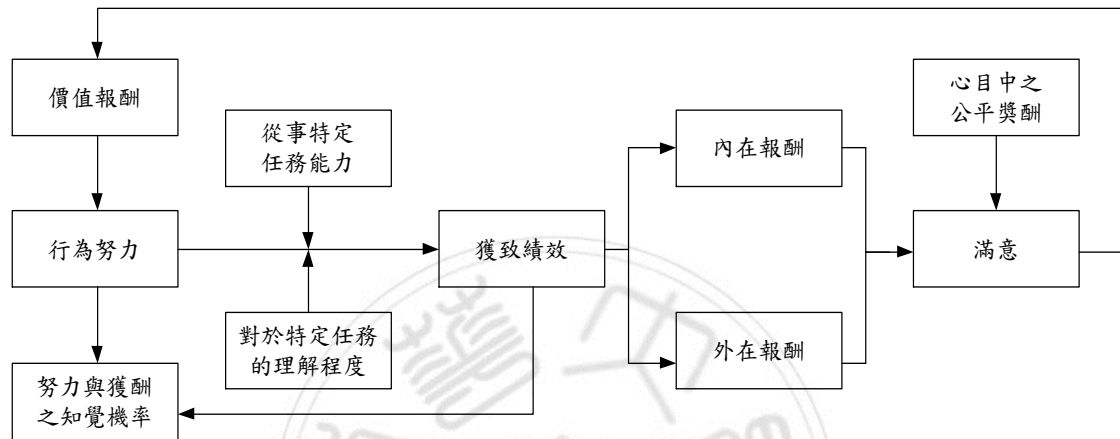 價值報酬
行為努力
努力與獲酬
之知覺機率
從事特定
任務能力
對於特定任務
的理解程度
獲致績效
內在報酬
外在報酬
心目中之
公平獎酬
滿意